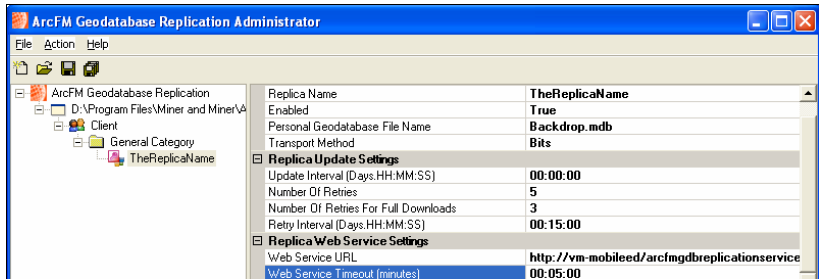 ArcFM Geodatabase Replication Administrator
File Action Help
ArcFM Geodatabase Replication
D:\Program Files\Miner and Miner\A
Client
General Category
TheReplicaName
Replica Name TheReplicaName
Enabled True
Personal Geodatabase File Name Backdrop.mdb
Transport Method Bits
Replica Update Settings
Update Interval (Days.HH:MM:SS) 00:00:00
Number Of Retries 5
Number Of Retries For Full Downloads 3
Retry Interval (Days.HH:MM:SS) 00:15:00
Replica Web Service Settings
Web Service URL http://vm-mobileed/arcfmgdbreplicationservice
Web Service Timeout (minutes) 00:05:00